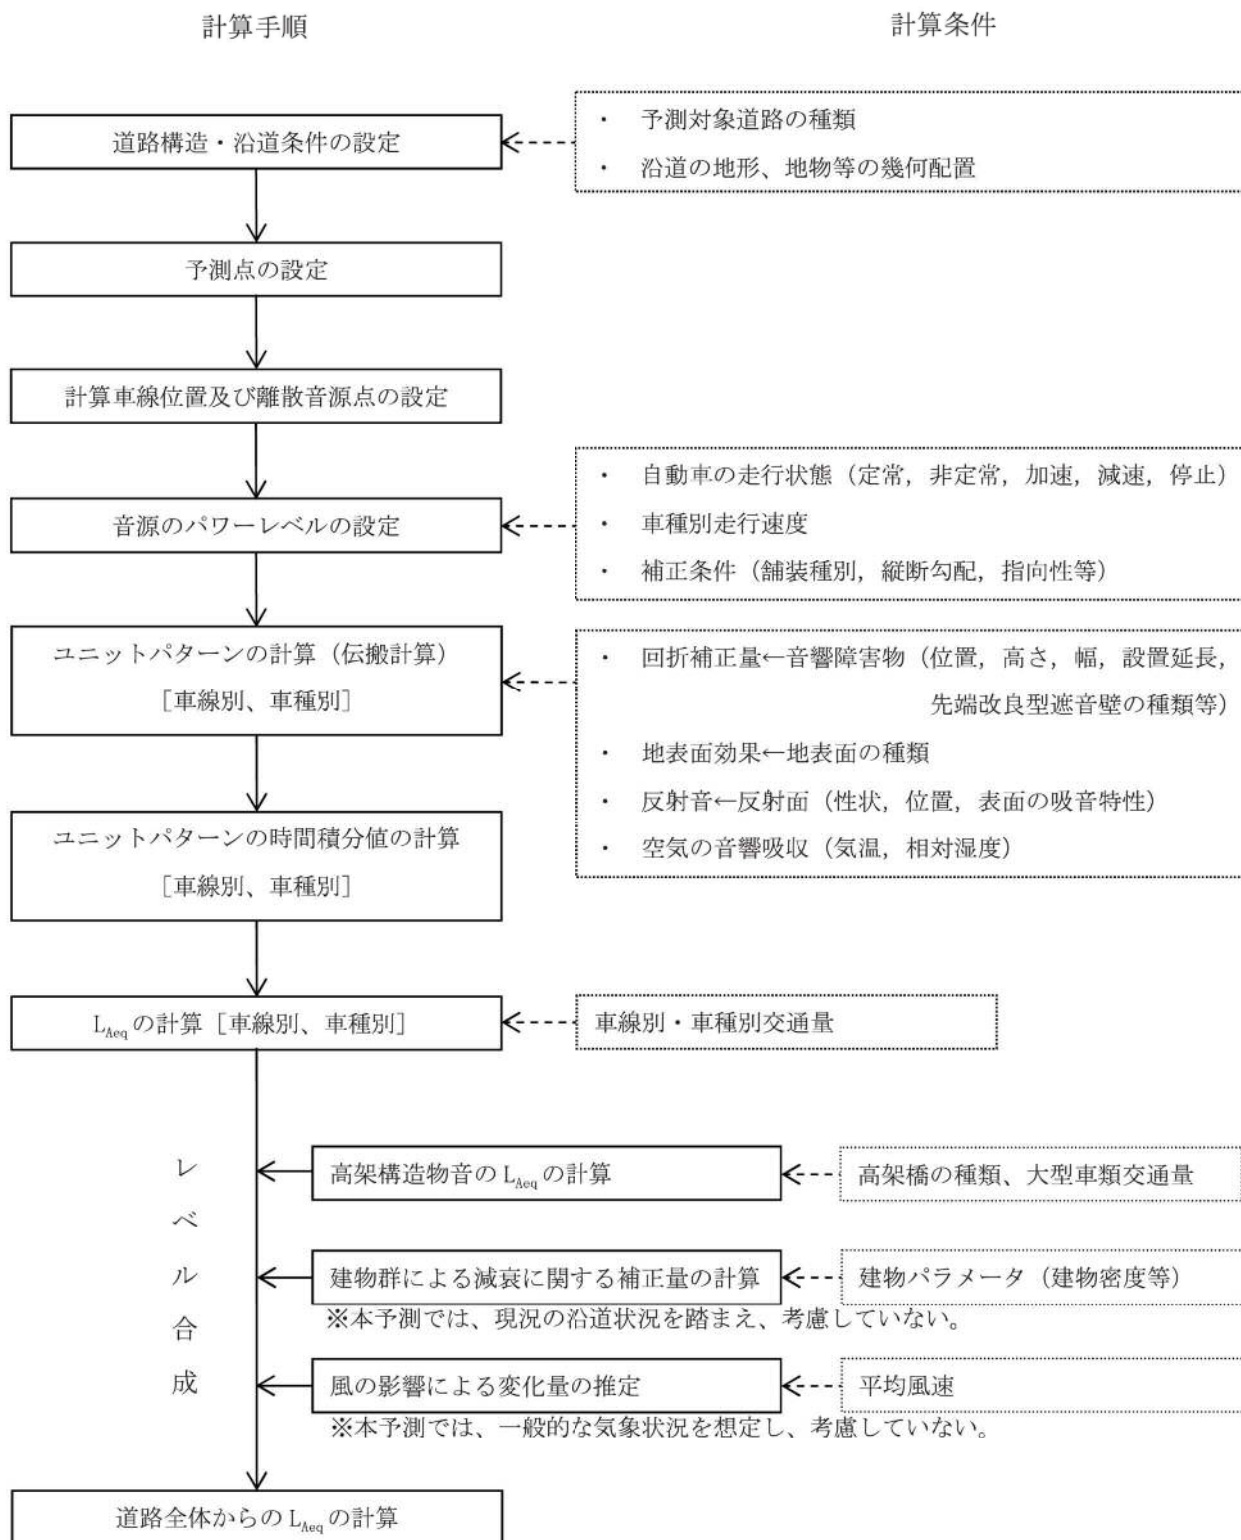 計算手順
計算条件
道路構造・沿道条件の設定
・ 予測対象道路の種類
・ 沿道の地形、地物等の幾何配置
予測点の設定
計算車線位置及び離散音源点の設定
音源のパワーレベルの設定
・ 自動車の走行状態（定常，非定常，加速，減速，停止）
・ 車種別走行速度
・ 補正条件（舗装種別，縦断勾配，指向性等）
ユニットパターンの計算（伝搬計算）
［車線別、車種別］
・ 回折補正量←音響障害物（位置，高さ，幅，設置延長，
先端改良型遮音壁の種類等）
・ 地表面効果←地表面の種類
・ 反射音←反射面（性状，位置，表面の吸音特性）
・ 空気の音響吸収（気温，相対湿度）
ユニットパターンの時間積分値の計算
［車線別、車種別］
LAeqの計算［車線別、車種別］
車線別・車種別交通量
レベル合成
高架構造物音のLAeqの計算
高架橋の種類、大型車類交通量
建物群による減衰に関する補正量の計算
建物パラメータ（建物密度等）
※本予測では、現況の沿道状況を踏まえ、考慮していない。
風の影響による変化量の推定
平均風速
※本予測では、一般的な気象状況を想定し、考慮していない。
道路全体からのLAeqの計算